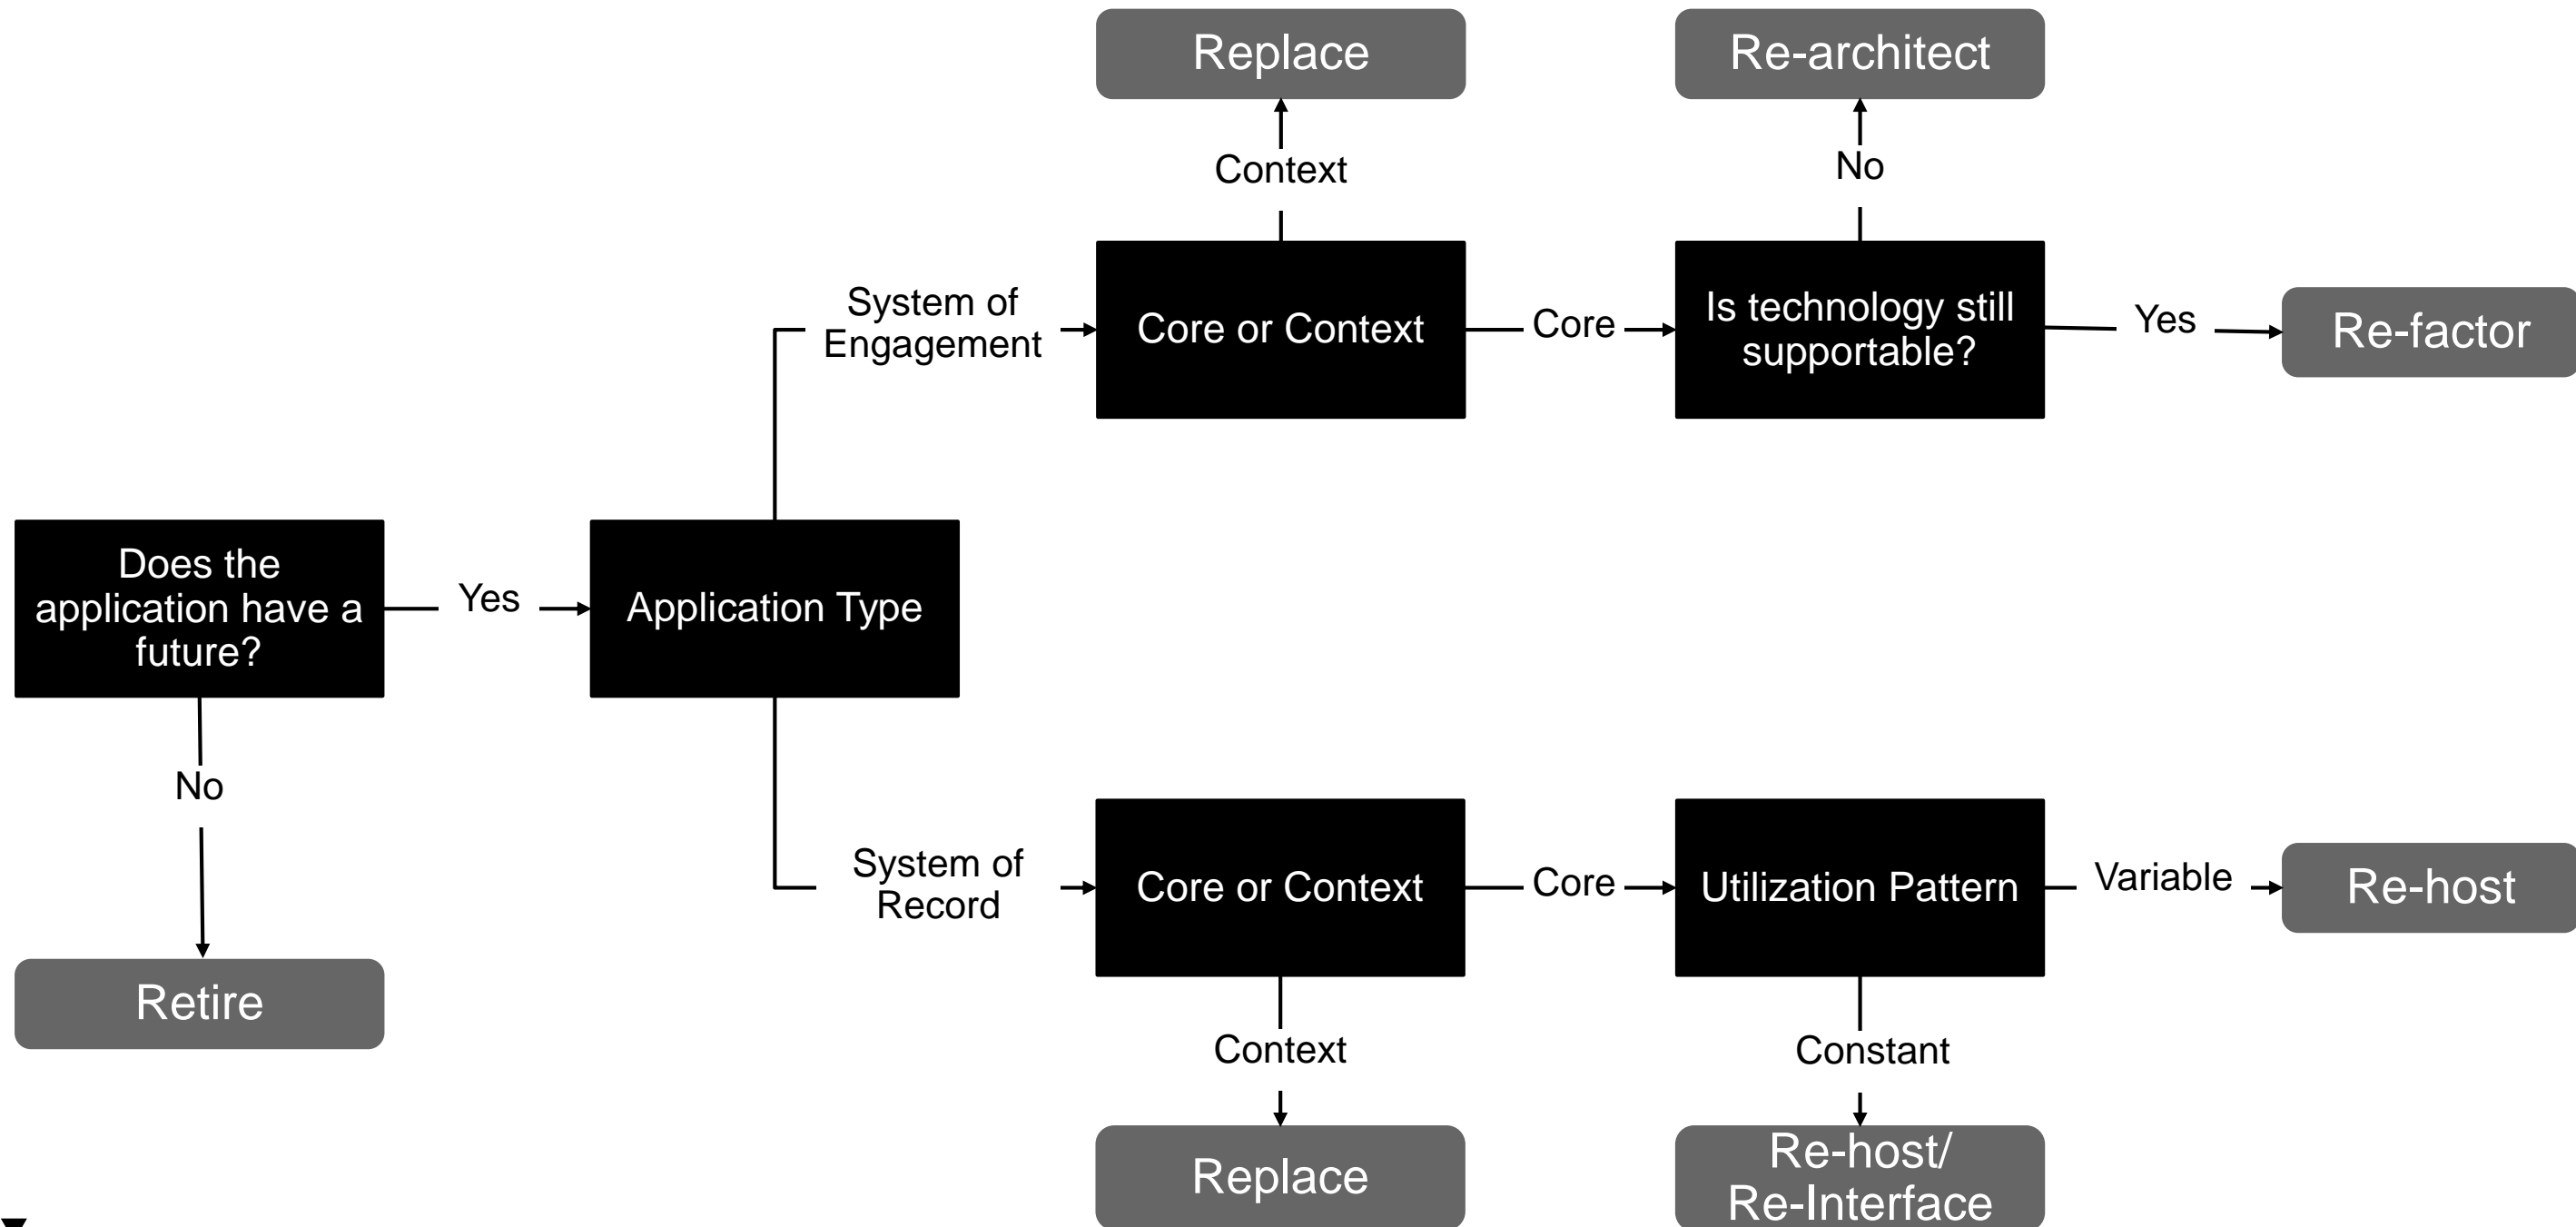 Replace
Re-architect
Context
No
System of
Engagement
Core or Context
Core
Is technology still
supportable?
Yes
Re-factor
Does the
application have a
future?
Yes
Application Type
No
Retire
System of
Record
Core or Context
Core
Utilization Pattern
Variable
Re-host
Context
Constant
Replace
Re-host/
Re-Interface